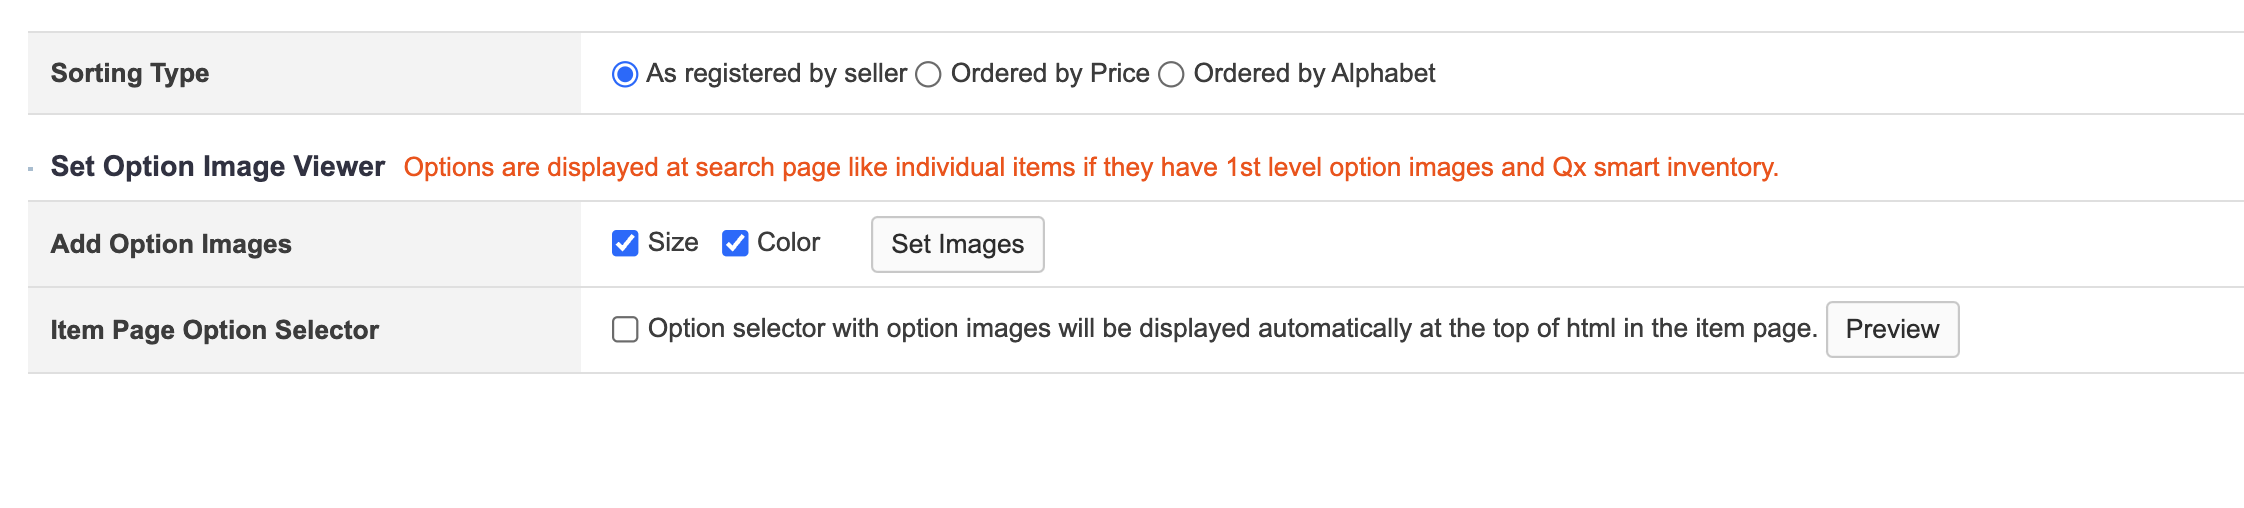 Sorting Type
As registered by seller Ordered by Price Ordered by Alphabet
Set Option Image Viewer Options are displayed at search page like individual items if they have 1st level option images and Qx smart inventory.
Add Option Images
Size Color Set Images
Item Page Option Selector
Option selector with option images will be displayed automatically at the top of html in the item page. Preview